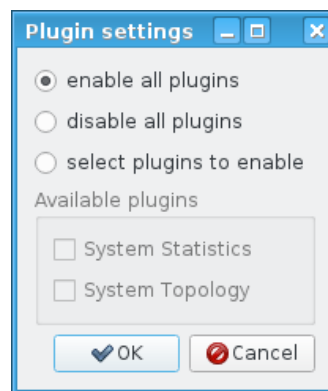 Plugin settings
enable all plugins
disable all plugins
select plugins to enable
Available plugins
System Statistics
System Topology
OK Cancel